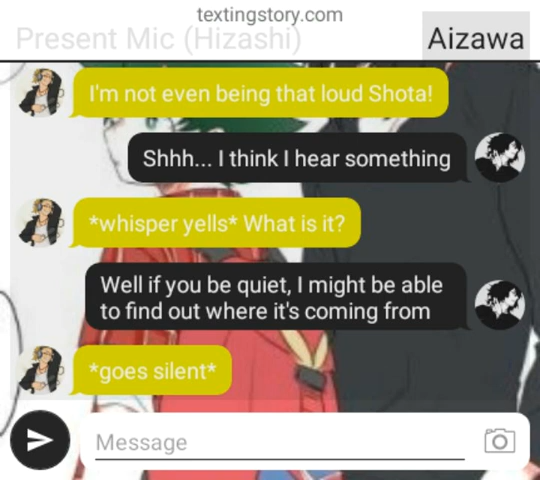 textingstory.com
Present Mic (Hizashi)
Aizawa
I'm not even being that loud Shota!
Shhh... I think I hear something
*whisper yells* What is it?
Well if you be quiet, I might be able
to find out where it's coming from
*goes silent*
Message